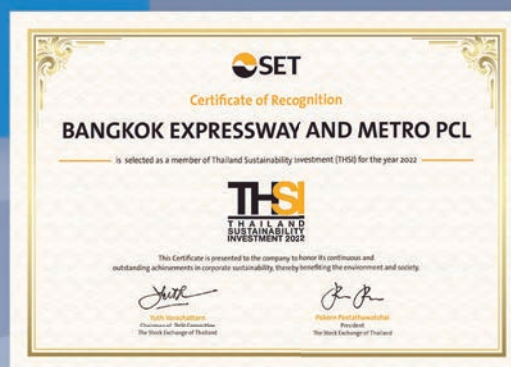 SET
Certificate of Recognition
BANGKOK EXPRESSWAY AND METRO PCL
is selected as a member of Thailand Sustainability Investment (THSI) for the year 2022
THSI
THAILAND
SUSTAINABILITY
INVESTMENT 2022
This Certificate is presented to the company to honor its continuous and
outstanding achievements in corporate sustainability, thereby benefiting the environment and society.
Chairman of
President
The Stock Exchange of Thailand
The Stock Exchange of Thailand